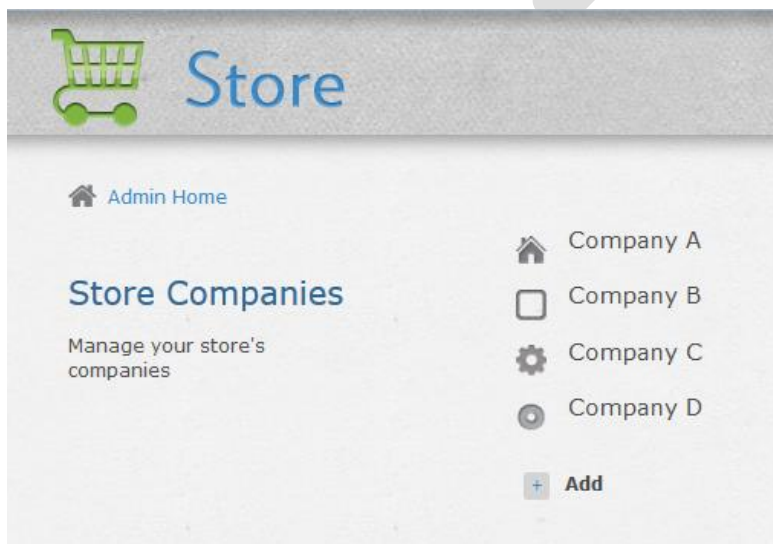 Store
Admin Home
Store Companies
Manage your store's
companies
Company A
Company B
Company C
Company D
+ Add